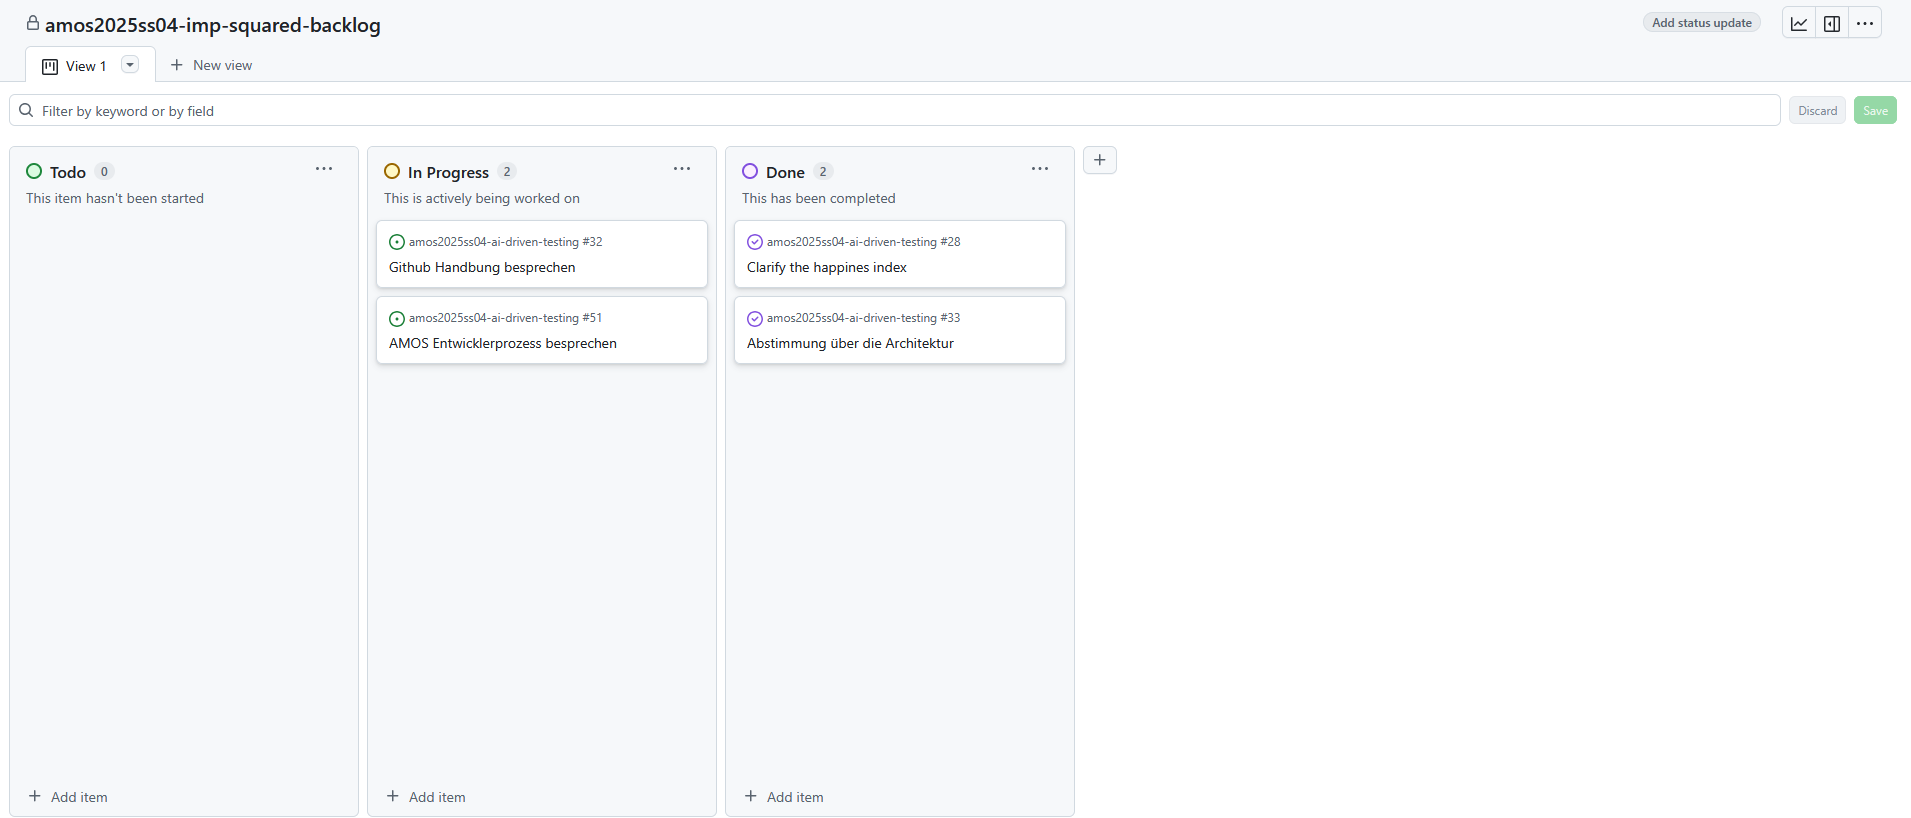 amos2025ss04-imp-squared-backlog
Add status update
View 1
New view
Filter by keyword or by field
Discard
Save
Todo 0
This item hasn't been started
Add item
In Progress 2
This is actively being worked on
amos2025ss04-ai-driven-testing #32
Github Handbung besprechen
amos2025ss04-ai-driven-testing #51
AMOS Entwicklerprozess besprechen
Add item
Done 2
This has been completed
amos2025ss04-ai-driven-testing #28
Clarify the happines index
amos2025ss04-ai-driven-testing #33
Abstimmung über die Architektur
Add item